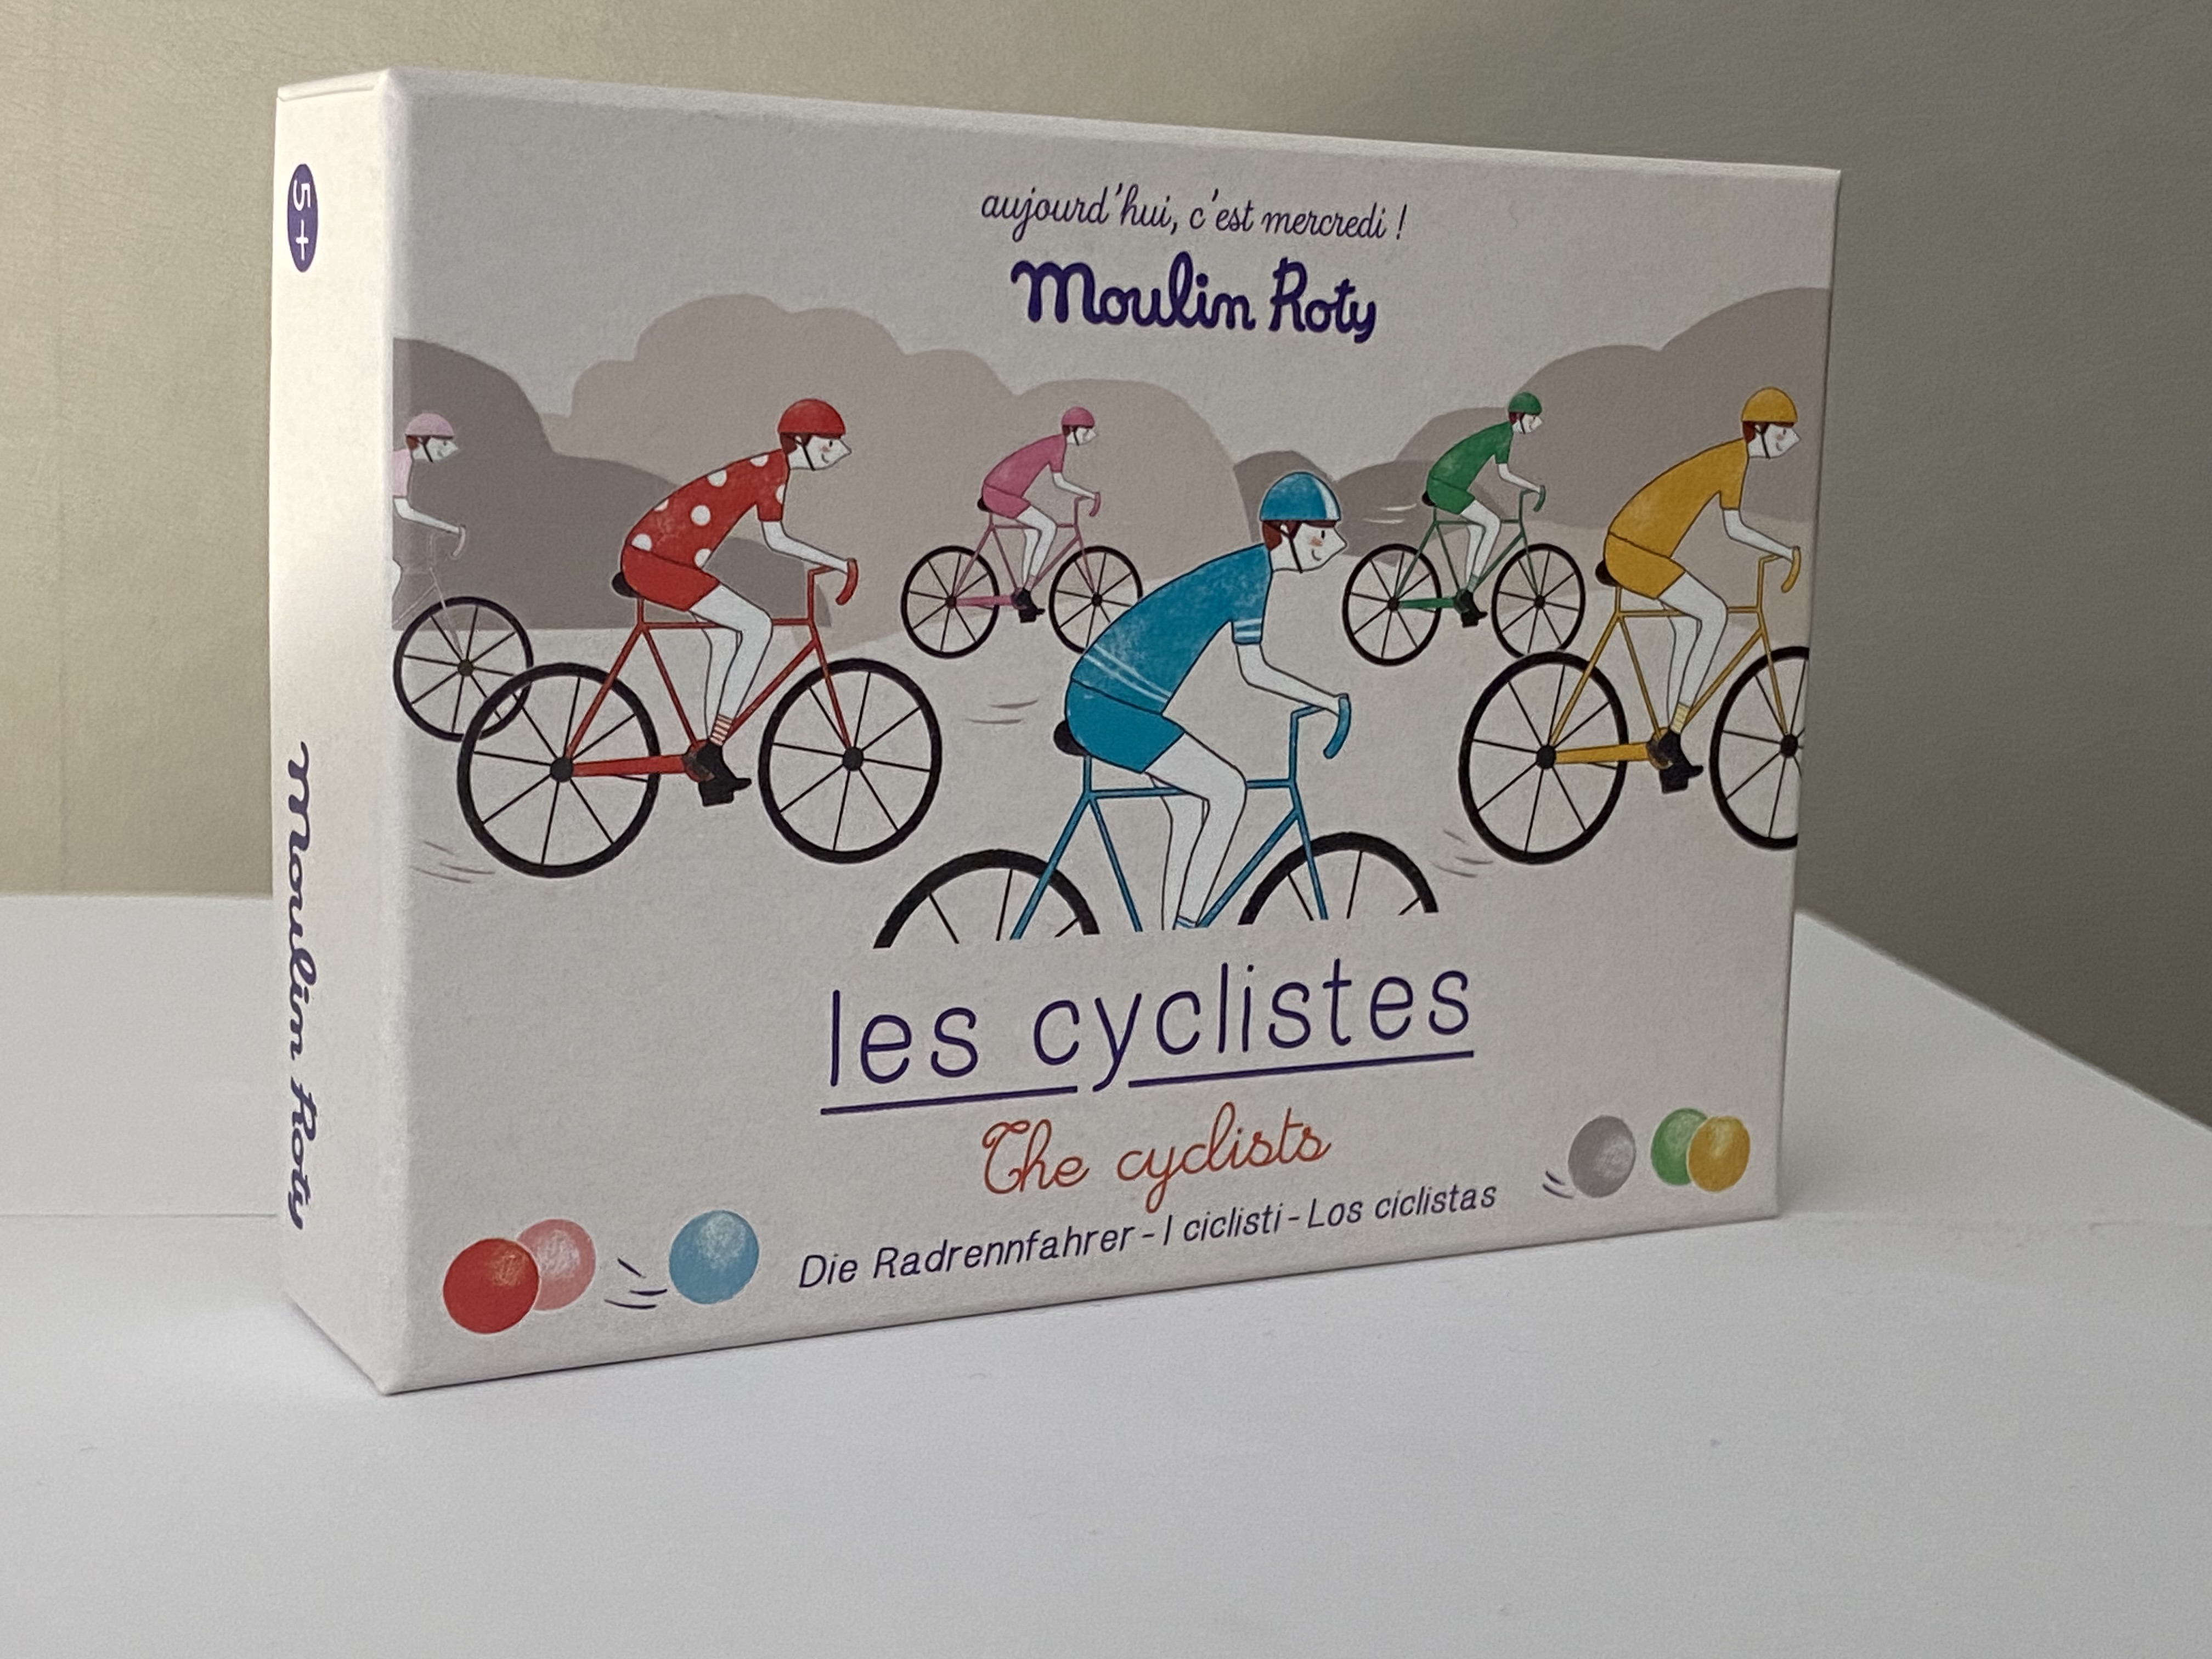 5+
Moulin Roty
aujourd'hui, c'est mercredi !
Moulin Roty
les cyclistes
The cyclists
Die Radrennfahrer - I ciclisti - Los ciclistas